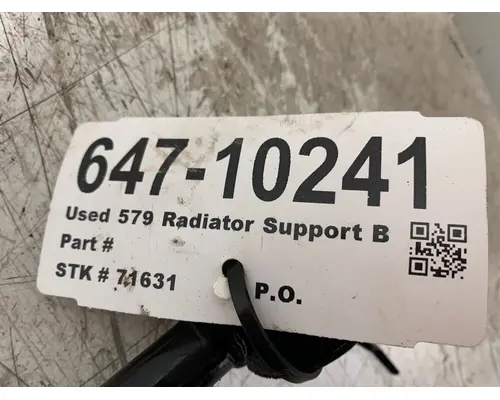 647-10241
Used 579 Radiator Support B
Part #
STK # 71631
P.O.